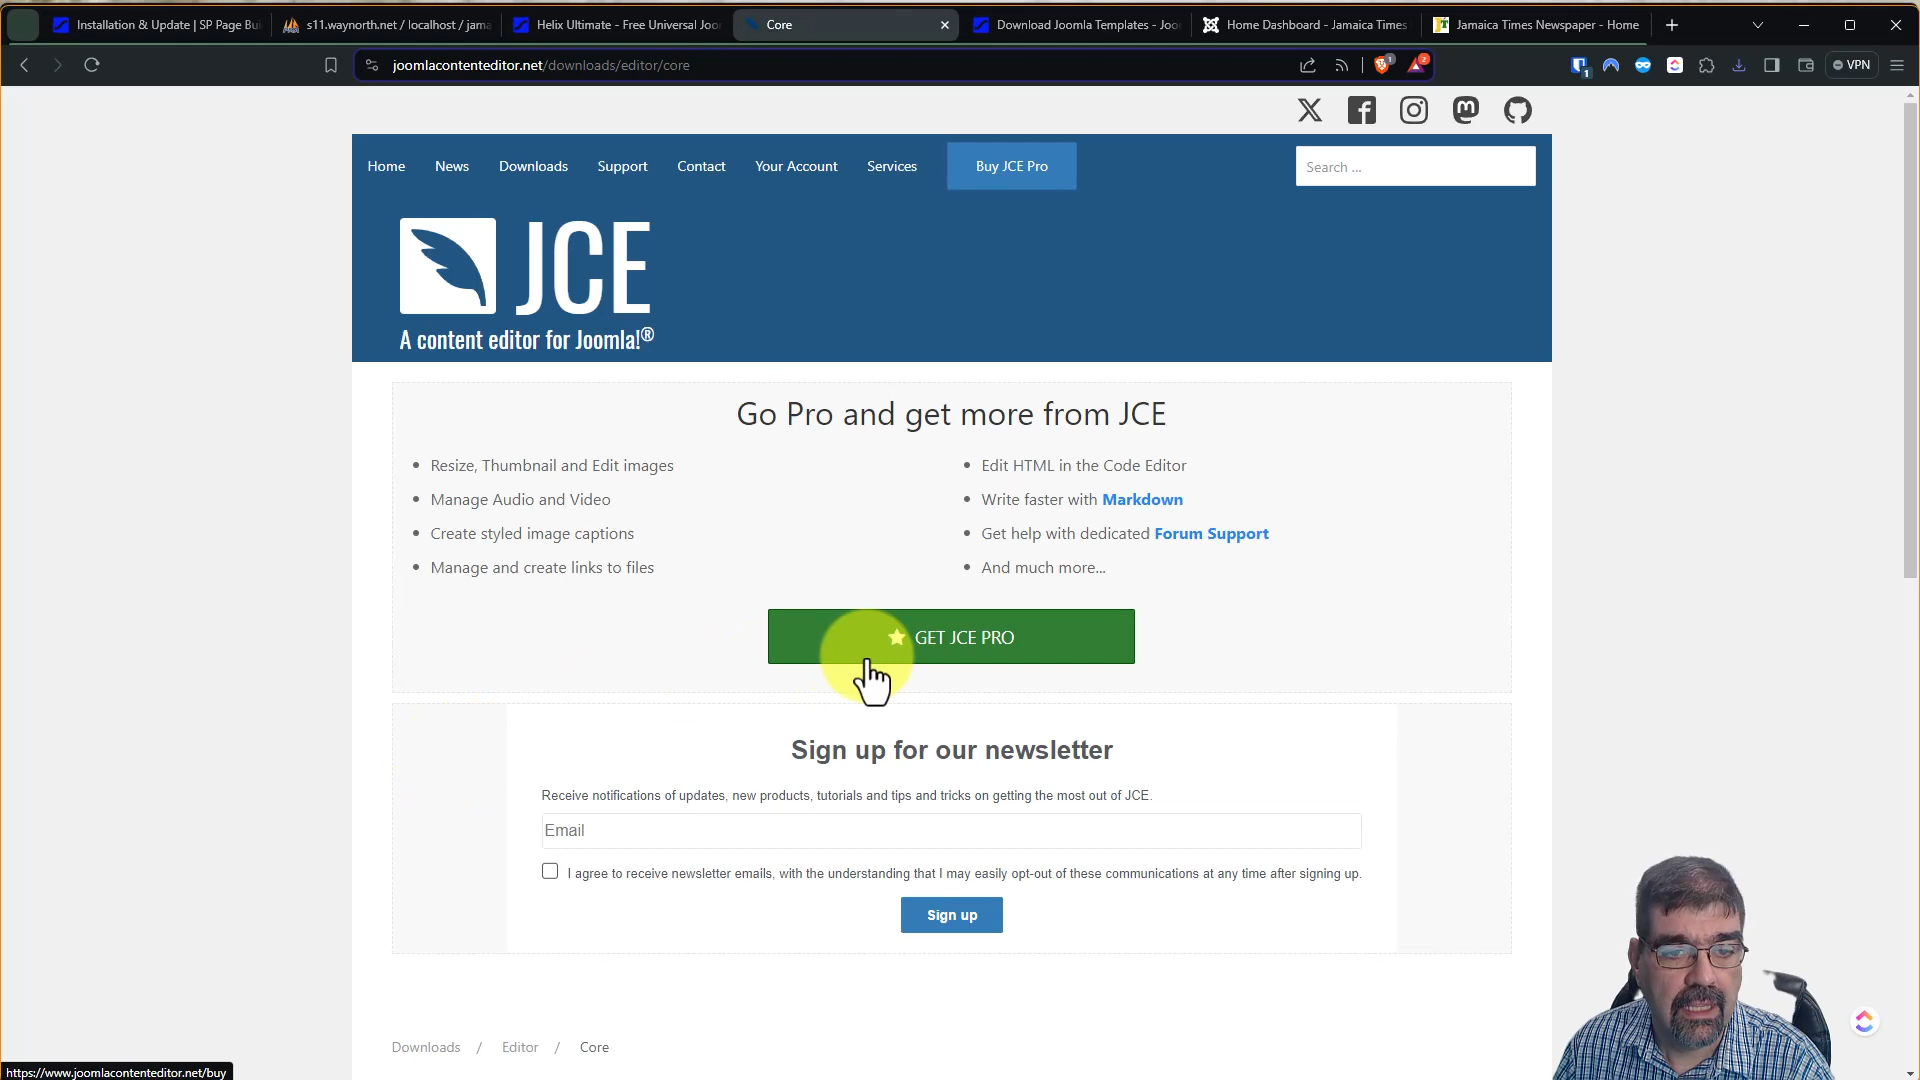 Installation & Update | SP Page Bui
s11.waynorth.net / localhost / jama
Helix Ultimate - Free Universal Joo
Core
Download Joomla Templates - Joo
Home Dashboard - Jamaica Times
Jamaica Times Newspaper - Home
joomlacontenteditor.net/downloads/editor/core
1
2
1
VPN
Home
News
Downloads
Support
Contact
Your Account
Services
Buy JCE Pro
Search ...
JCE
A content editor for Joomla!®
Go Pro and get more from JCE
Resize, Thumbnail and Edit images
Manage Audio and Video
Create styled image captions
Manage and create links to files
Edit HTML in the Code Editor
Write faster with Markdown
Get help with dedicated Forum Support
And much more...
GET JCE PRO
Sign up for our newsletter
Receive notifications of updates, new products, tutorials and tips and tricks on getting the most out of JCE.
Email
I agree to receive newsletter emails, with the understanding that I may easily opt-out of these communications at any time after signing up.
Sign up
Downloads / Editor / Core
https://www.joomlacontenteditor.net/buy